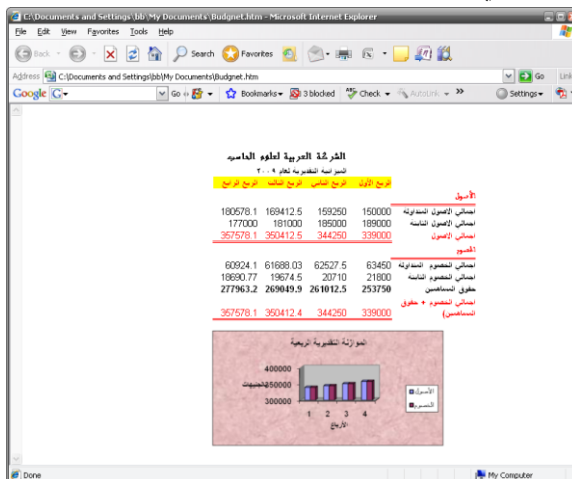 C:\Documents and Settings\bb\My Documents\Budgnet.htm - Microsoft Internet Explorer
File Edit View Favorites Tools Help
Back Search Favorites
Address C:\Documents and Settings\bb\My Documents\Budgnet.htm Go Link
Google Go Bookmarks 3 blocked Check AutoLink » Settings
الشركة العربية لعلوم الحاسب
الميزانية التقديرية لعام ٢٠٠٩
الربع الأول الربع الثاني الربع الثالث الربع الرابع
الأصول
اجمالي الاصول المتداولة 150000 159250 169412.5 180578.1
اجمالي الاصول الثابتة 189000 185000 181000 177000
اجمالي الأصول 339000 344250 350412.5 357578.1
الخصوم
اجمالي الخصوم المتداولة 63450 62527.5 61688.03 60924.1
اجمالي الخصوم الثابتة 21800 20710 19674.5 18690.77
حقوق المساهمين 253750 261012.5 269049.9 277963.2
اجمالي الخصوم + حقوق
المساهمين) 339000 344250 350412.4 357578.1
الموازنة التقديرية الربعية
400000
350000 الجنيهات
300000
1 2 3 4
الأرباع
الأصول
الخصوم
Done My Computer